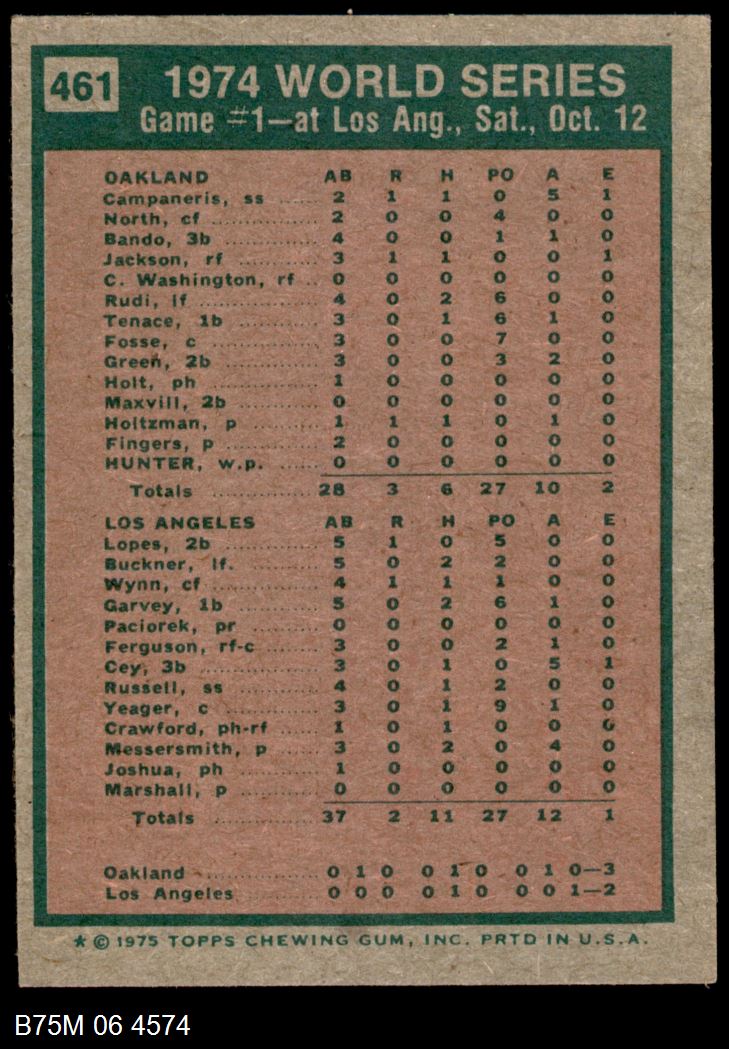 461
1974 WORLD SERIES
Game #1—at Los Ang., Sat., Oct. 12
OAKLAND AB R H PO A E
Campaneris, ss ....... 2 1 1 0 5 1
North, cf ................ 2 0 0 4 0 0
Bando, 3b .............. 4 0 0 1 1 0
Jackson, rf ............. 3 1 1 0 0 1
C. Washington, rf .. 0 0 0 0 0 0
Rudi, lf ................... 4 0 2 6 0 0
Tenace, 1b ............. 3 0 1 6 1 0
Fosse, c .................. 3 0 0 7 0 0
Green, 2b ............... 3 0 0 3 2 0
Holt, ph .................. 1 0 0 0 0 0
Maxvill, 2b ............. 0 0 0 0 0 0
Holtzman, p ........... 1 1 1 0 1 0
Fingers, p ............... 2 0 0 0 0 0
HUNTER, w.p. ....... 0 0 0 0 0 0
Totals ................ 28 3 6 27 10 2
LOS ANGELES AB R H PO A E
Lopes, 2b ............... 5 1 0 5 0 0
Buckner, lf. ............ 5 0 2 2 0 0
Wynn, cf ................. 4 1 1 1 0 0
Garvey, 1b .............. 5 0 2 6 1 0
Paciorek, pr ........... 0 0 0 0 0 0
Ferguson, rf-c ........ 3 0 0 2 1 0
Cey, 3b ................... 3 0 1 0 5 1
Russell, ss .............. 4 0 1 2 0 0
Yeager, c ................ 3 0 1 9 1 0
Crawford, ph-rf ...... 1 0 1 0 0 0
Messersmith, p ...... 3 0 2 0 4 0
Joshua, ph ............. 1 0 0 0 0 0
Marshall, p ............. 0 0 0 0 0 0
Totals ................ 37 2 11 27 12 1
Oakland ................. 0 1 0 0 1 0 0 1 0—3
Los Angeles ............ 0 0 0 0 1 0 0 0 1—2
* © 1975 TOPPS CHEWING GUM, INC. PRTD IN U.S.A.
B75M 06 4574